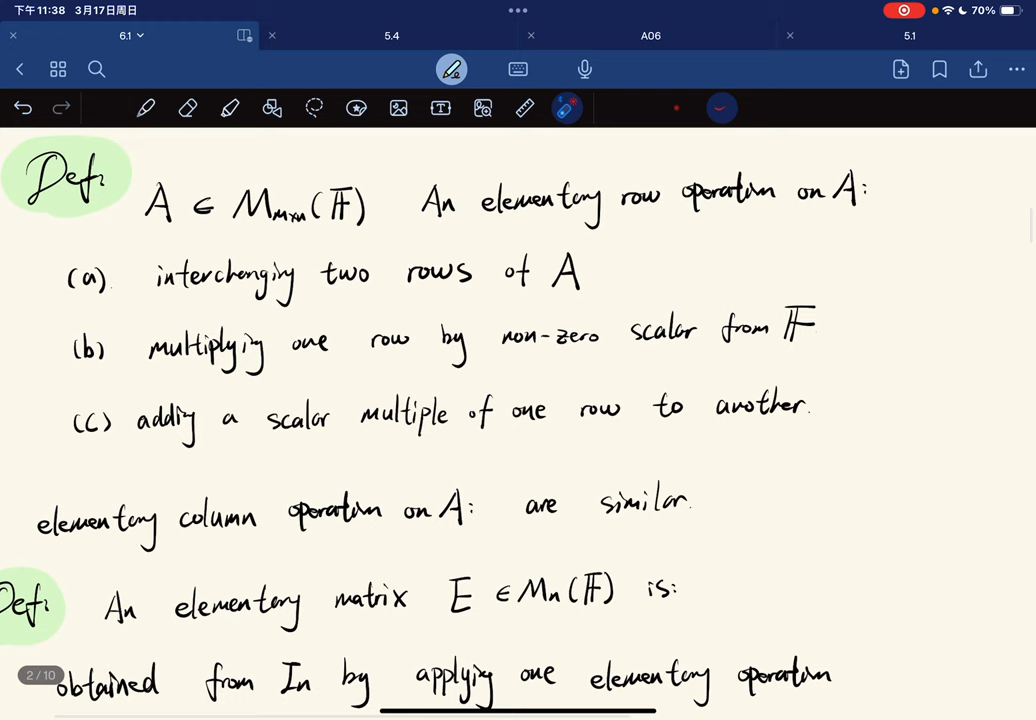 下午11:38 3月17日周日
70%
6.1
5.4
A06
5.1
Def:
A ∈ Mm×n(𝔽) An elementary row operation on A:
(a). interchanging two rows of A
(b) multiplying one row by non-zero scalar from 𝔽
(c) adding a scalar multiple of one row to another.
elementary column operation on A: are similar.
Def: An elementary matrix E ∈ Mn(𝔽) is:
2/10
obtained from In by applying one elementary operation